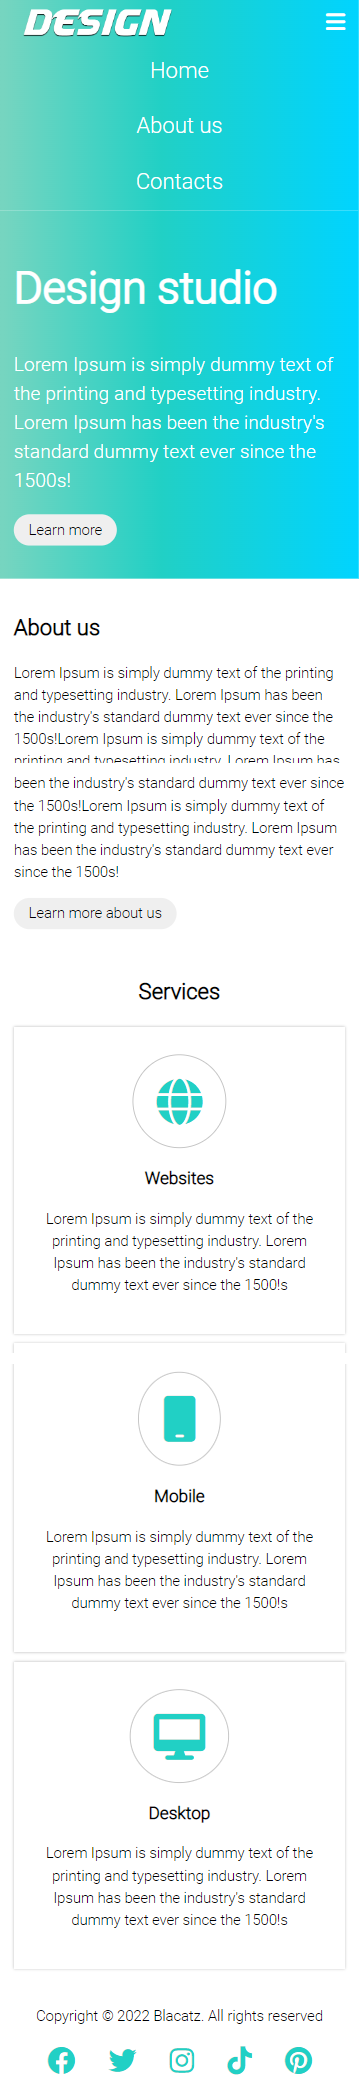 DESIGN
Home
About us
Contacts
Design studio
Lorem Ipsum is simply dummy text of
the printing and typesetting industry.
Lorem Ipsum has been the industry's
standard dummy text ever since the
1500s!
Learn more
About us
Lorem Ipsum is simply dummy text of the printing
and typesetting industry. Lorem Ipsum has been
the industry's standard dummy text ever since the
1500s!Lorem Ipsum is simply dummy text of the
printing and typesetting industry. Lorem Ipsum has
been the industry's standard dummy text ever since
the 1500s!Lorem Ipsum is simply dummy text of
the printing and typesetting industry. Lorem Ipsum
has been the industry's standard dummy text ever
since the 1500s!
Learn more about us
Services
Websites
Lorem Ipsum is simply dummy text of the
printing and typesetting industry. Lorem
Ipsum has been the industry's standard
dummy text ever since the 1500!s
Mobile
Lorem Ipsum is simply dummy text of the
printing and typesetting industry. Lorem
Ipsum has been the industry's standard
dummy text ever since the 1500!s
Desktop
Lorem Ipsum is simply dummy text of the
printing and typesetting industry. Lorem
Ipsum has been the industry's standard
dummy text ever since the 1500!s
Copyright © 2022 Blacatz. All rights reserved